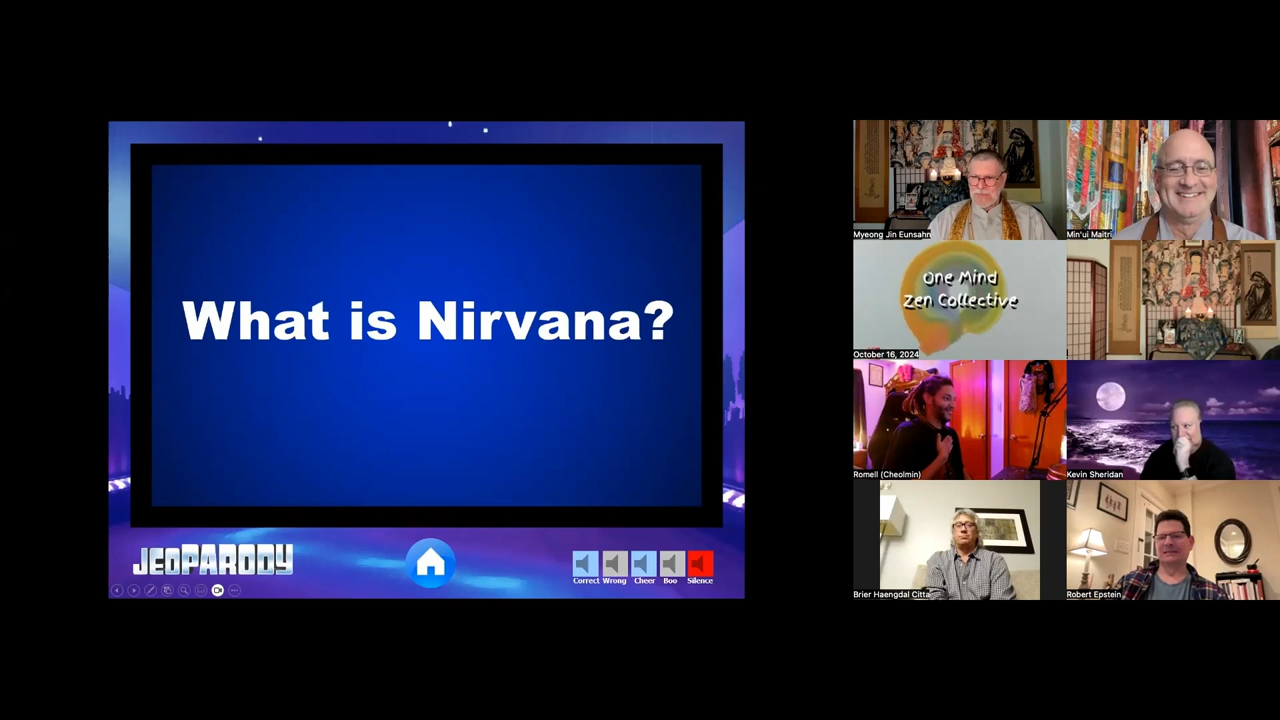 What is Nirvana?
JEOPARODY
Correct Wrong Cheer Boo Silence
Myeong Jin Eunsahn
Min'ui Maitri
One Mind
Zen Collective
October 16, 2024
Romell (Cheolmin)
Kevin Sheridan
Brier Haengdal Citta
Robert Epstein